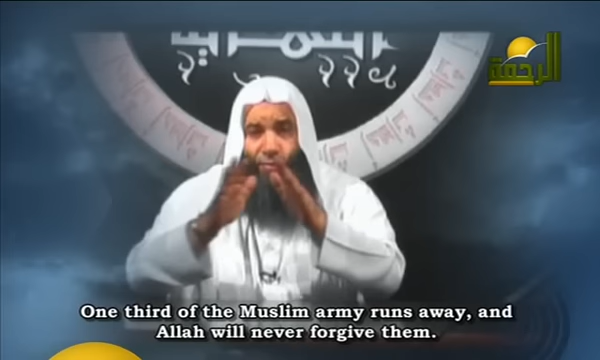 الرحمة
One third of the Muslim army runs away, and
Allah will never forgive them.